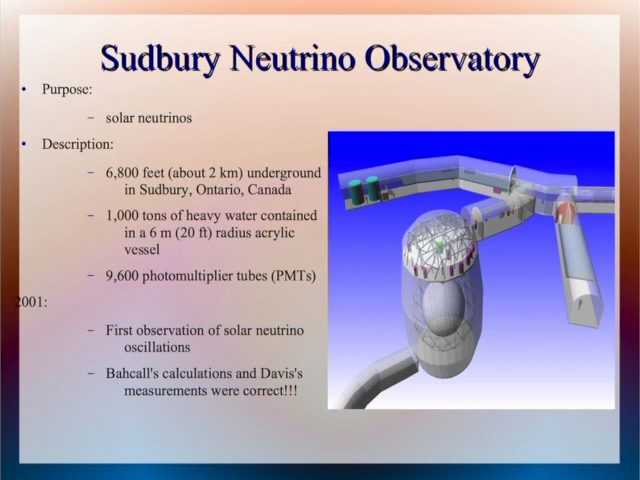 Sudbury Neutrino Observatory
• Purpose:
– solar neutrinos
• Description:
– 6,800 feet (about 2 km) underground
in Sudbury, Ontario, Canada
– 1,000 tons of heavy water contained
in a 6 m (20 ft) radius acrylic
vessel
– 9,600 photomultiplier tubes (PMTs)
2001:
– First observation of solar neutrino
oscillations
– Bahcall's calculations and Davis's
measurements were correct!!!